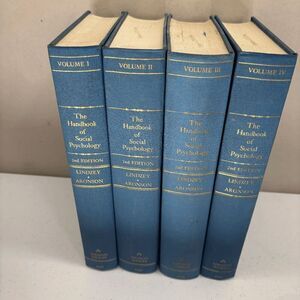 VOLUME I
The
Handbook
of
Social
Psychology
2nd EDITION
LINDZEY
ARONSON
VOLUME II
The
Handbook
of
Social
Psychology
2nd EDITION
LINDZEY
ARONSON
VOLUME III
The
Handbook
of
Social
Psychology
2nd EDITION
LINDZEY
ARONSON
VOLUME IV
The
Handbook
of
Social
Psychology
2nd EDITION
LINDZEY
ARONSON